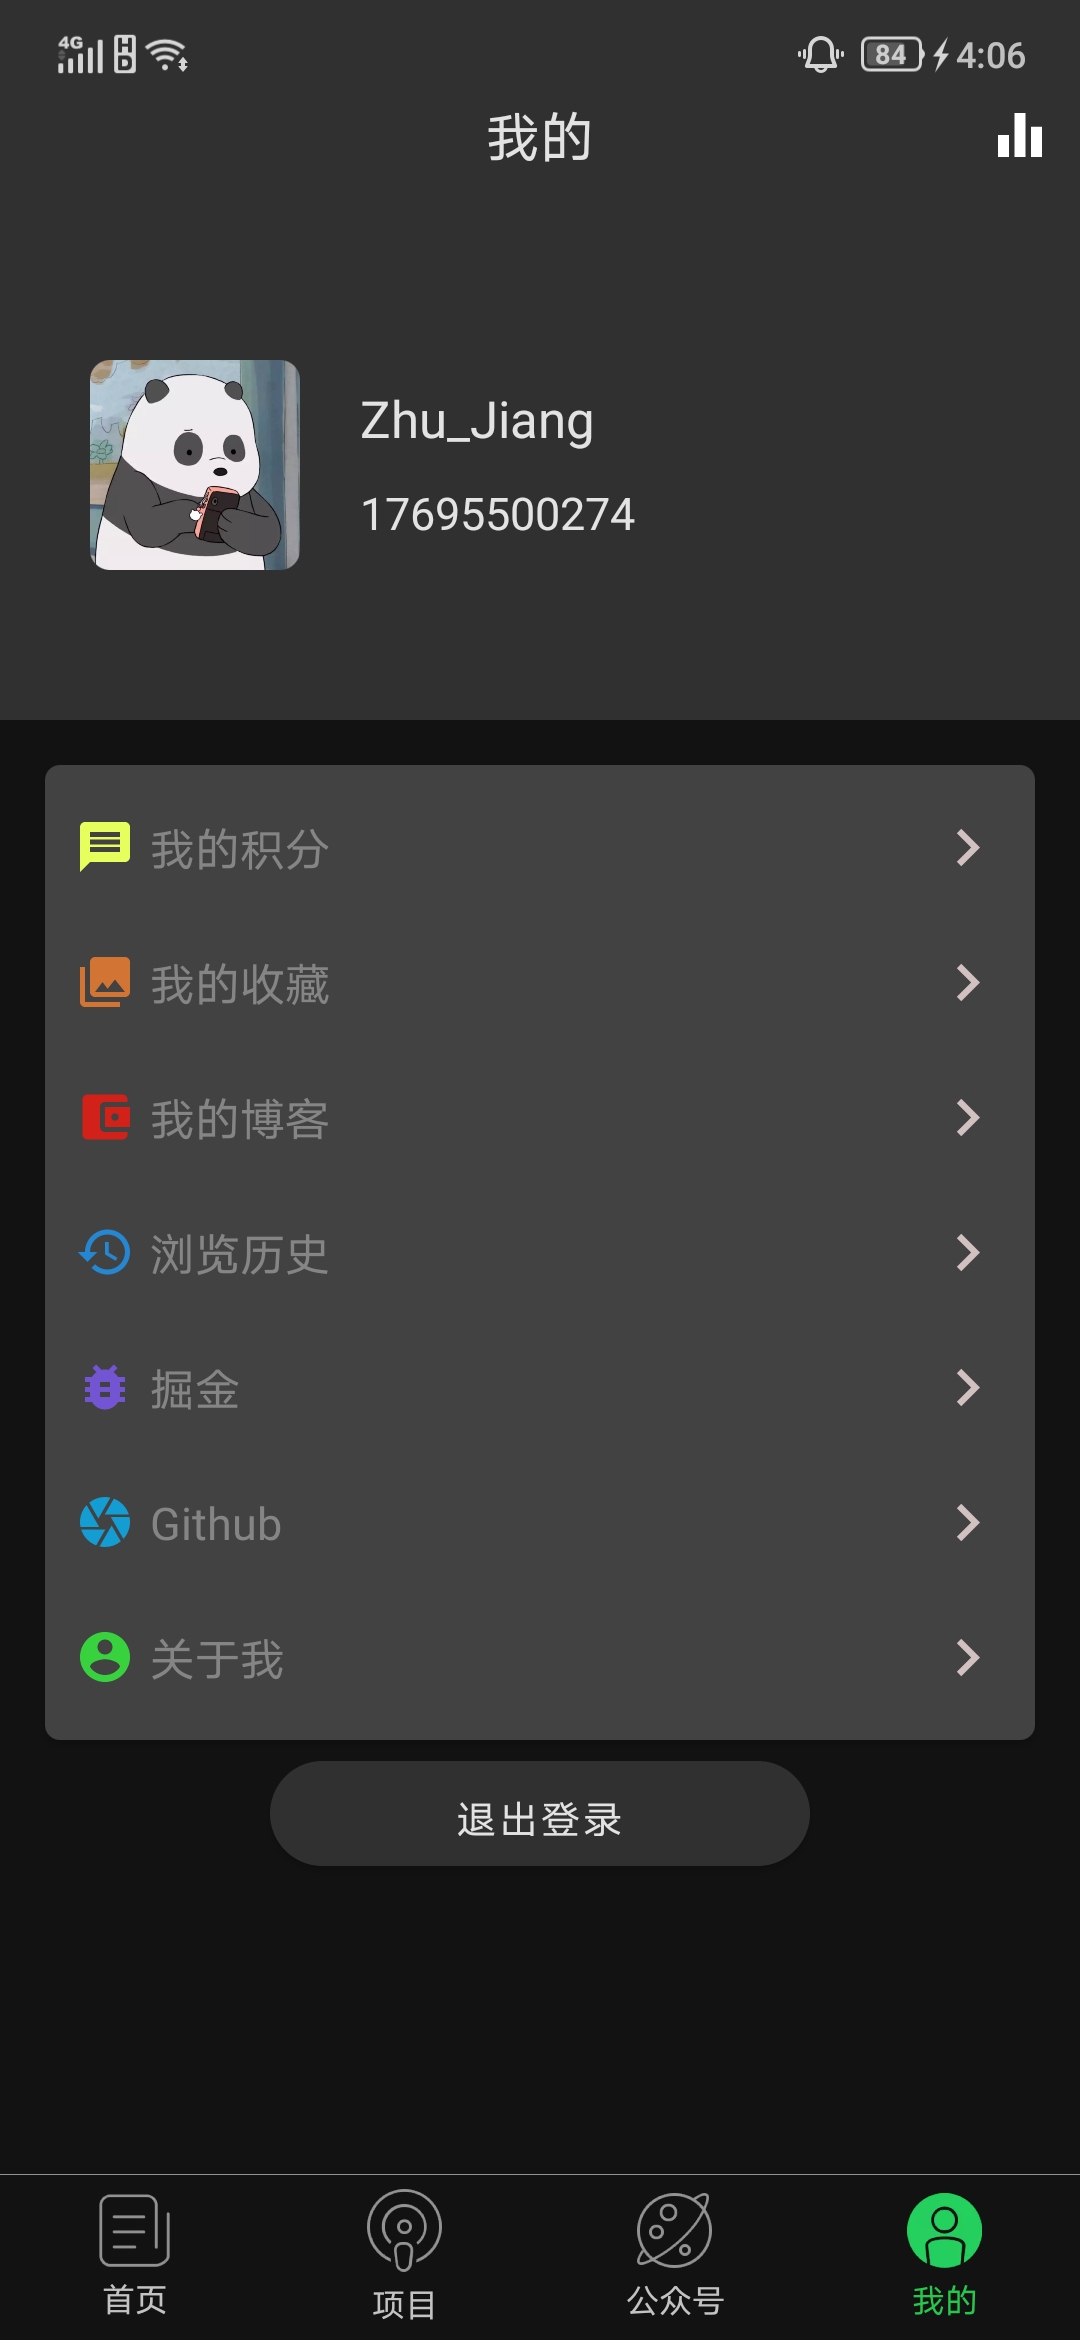 4G HD 84 4:06
我的
Zhu_Jiang
17695500274
我的积分
我的收藏
我的博客
浏览历史
掘金
Github
关于我
退出登录
首页 项目 公众号 我的